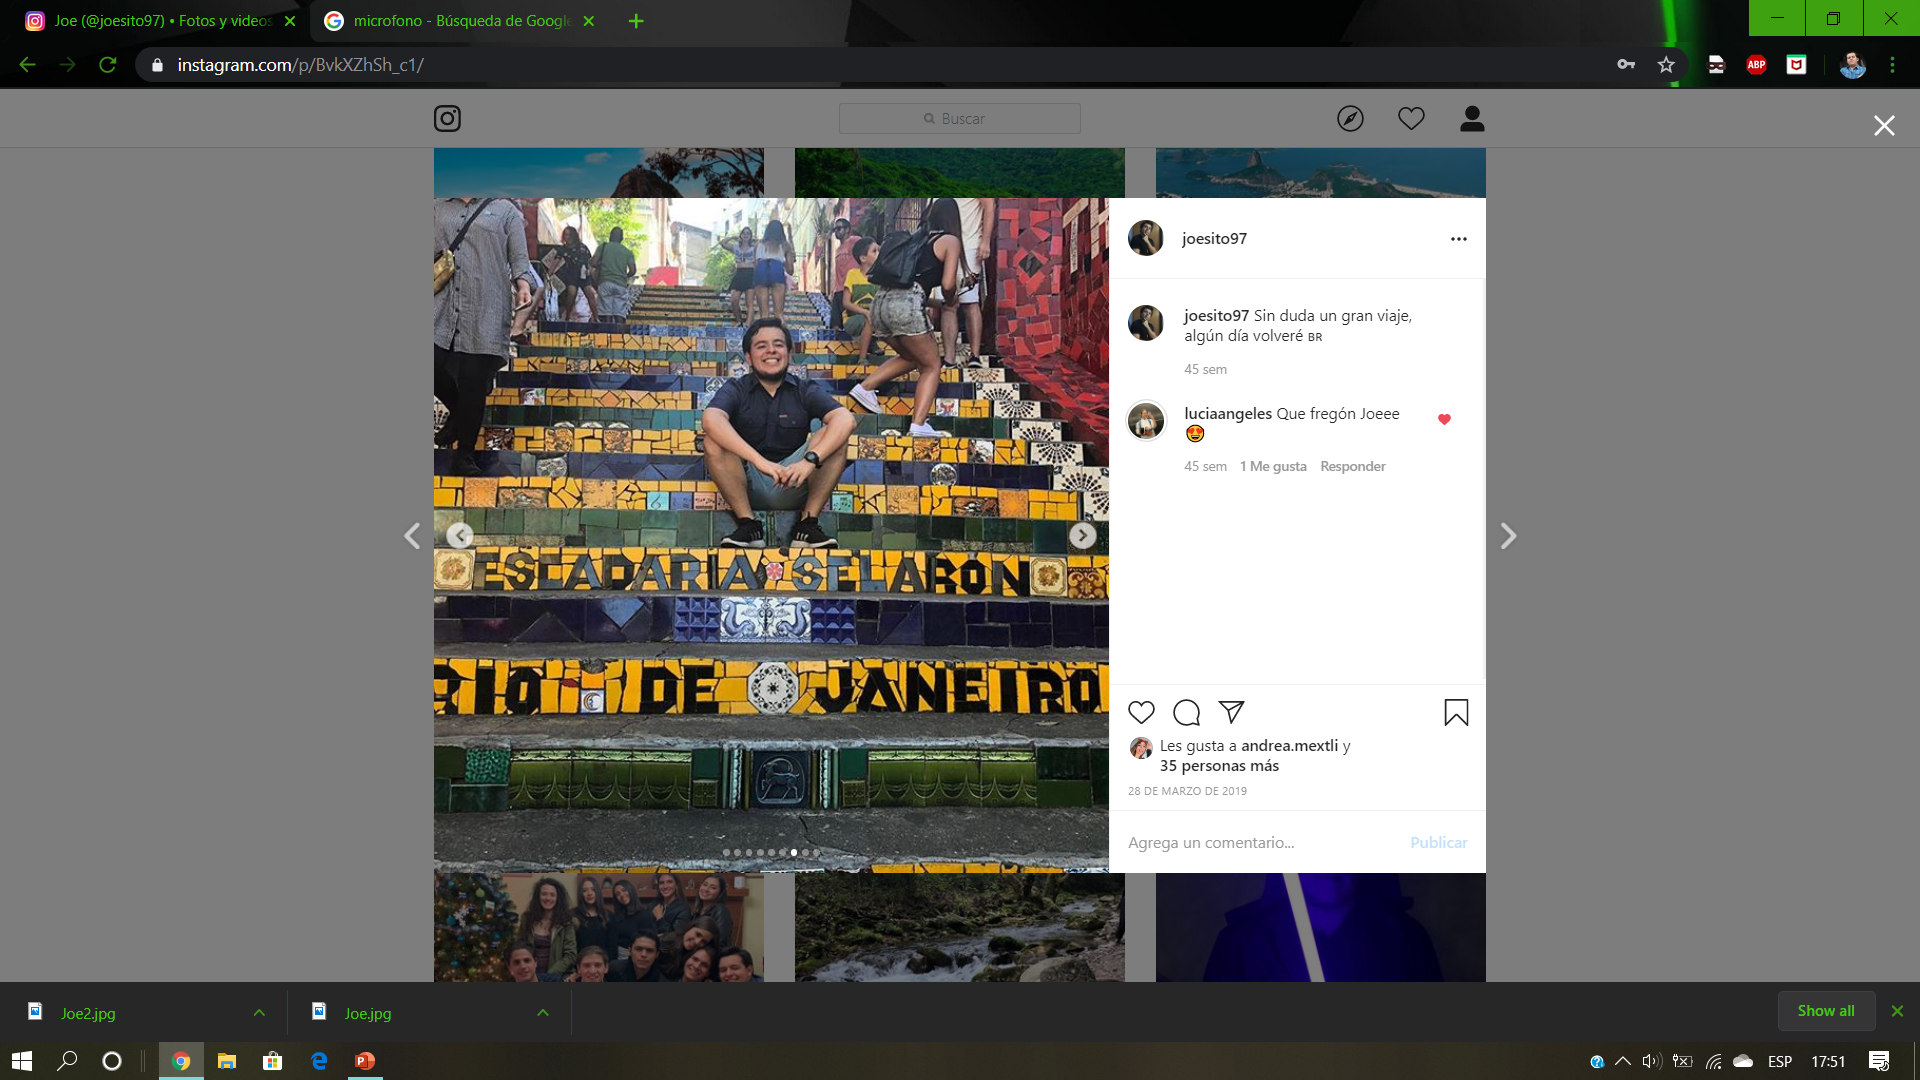 Joe (@joesito97) • Fotos y videos
microfono - Búsqueda de Google
instagram.com/p/BvkXZhSh_c1/
ABP
Buscar
joesito97
joesito97 Sin duda un gran viaje,
algún día volveré BR
45 sem
luciaangeles Que fregón Joeee
45 sem 1 Me gusta Responder
ESCADARIA SELARÓN
RIO DE JANEIRO
Les gusta a andrea.mextli y
35 personas más
28 DE MARZO DE 2019
Agrega un comentario... Publicar
Joe2.jpg
Joe.jpg
Show all
ESP
17:51